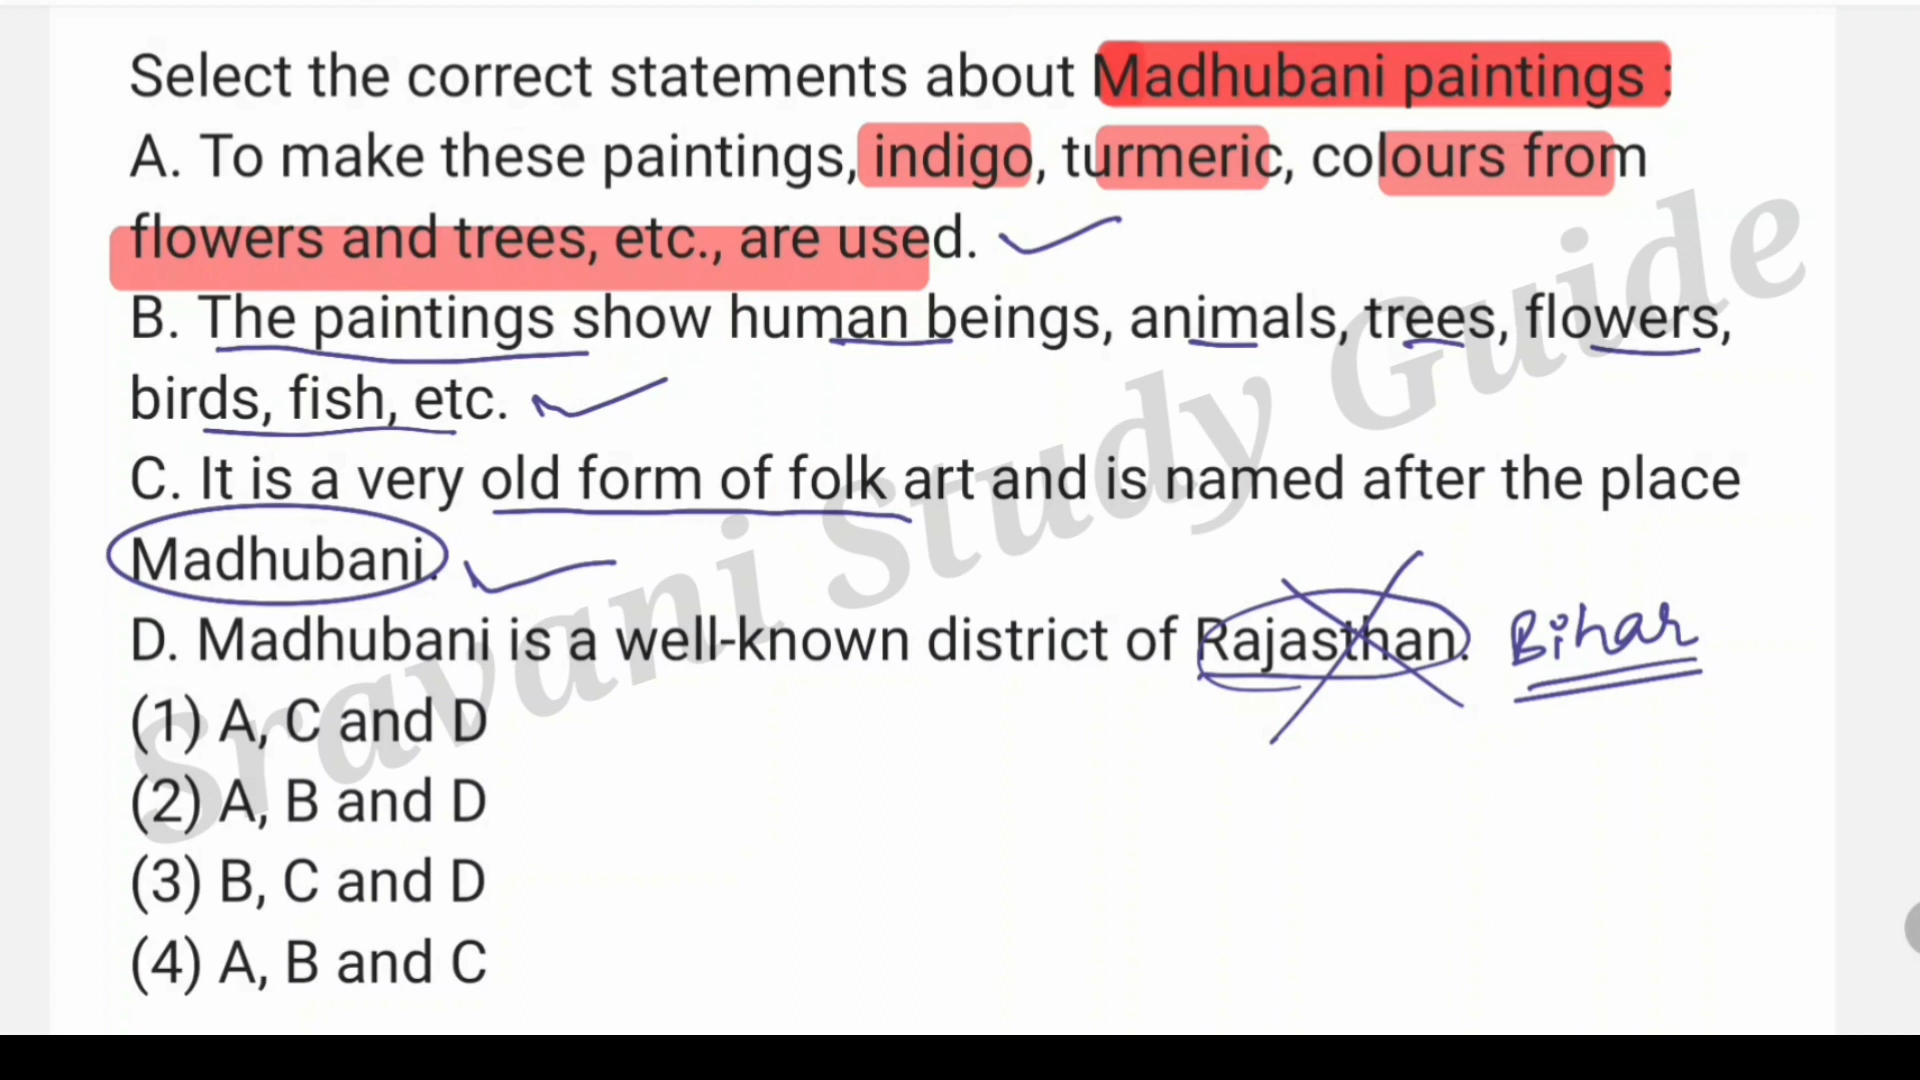 Select the correct statements about Madhubani paintings :
A. To make these paintings, indigo, turmeric, colours from
flowers and trees, etc., are used.
B. The paintings show human beings, animals, trees, flowers,
birds, fish, etc.
C. It is a very old form of folk art and is named after the place
Madhubani.
D. Madhubani is a well-known district of Rajasthan. Bihar
(1) A, C and D
(2) A, B and D
(3) B, C and D
(4) A, B and C
Sravani Study Guide